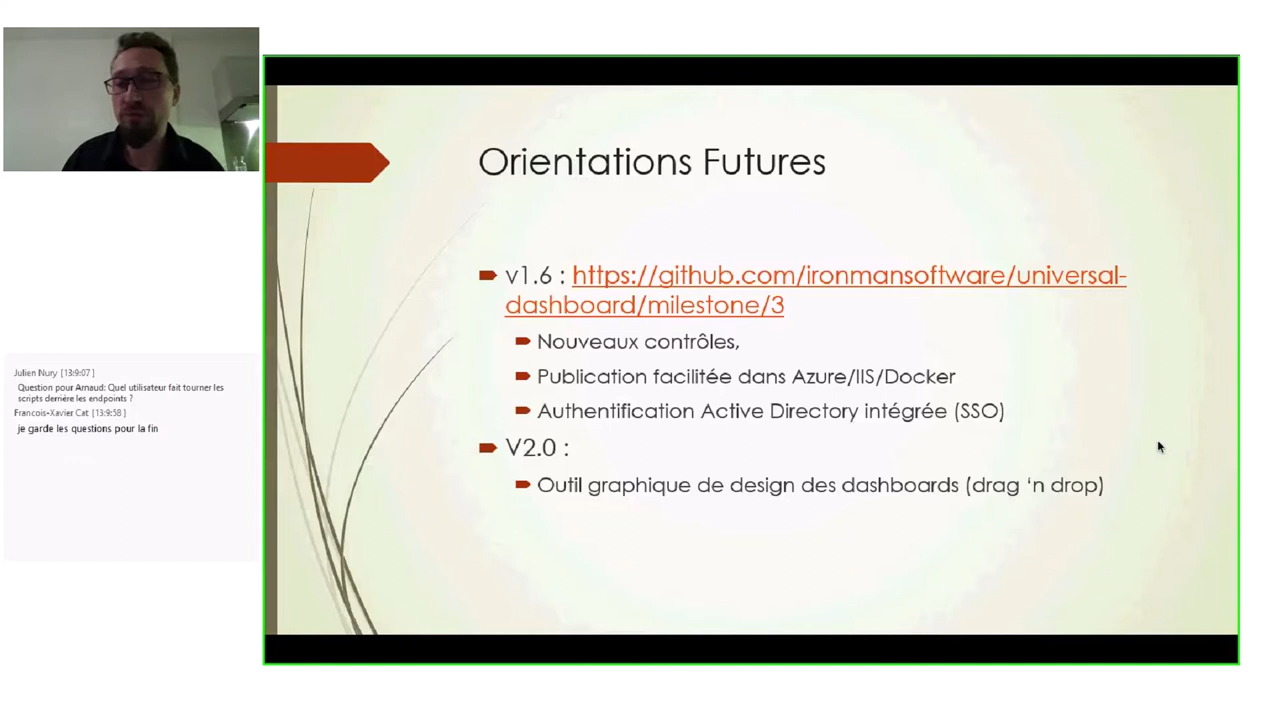 Orientations Futures
v1.6 : https://github.com/ironmansoftware/universal-
dashboard/milestone/3
Nouveaux contrôles,
Publication facilitée dans Azure/IIS/Docker
Authentification Active Directory intégrée (SSO)
V2.0 :
Outil graphique de design des dashboards (drag ‘n drop)
Julien Nury [13:9:07 ]
Question pour Arnaud: Quel utilisateur fait tourner les
scripts derrière les endpoints ?
Francois-Xavier Cat [13:9:58 ]
je garde les questions pour la fin